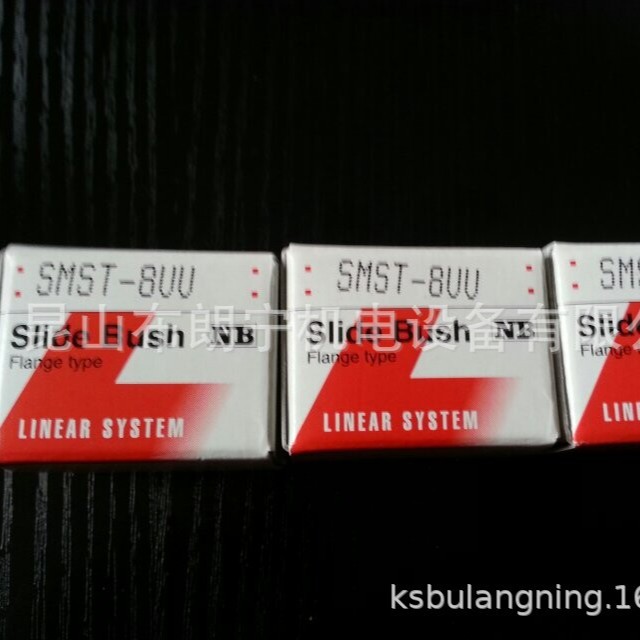 SMST-8UU
Slide Bush NB
Flange type
LINEAR SYSTEM
SMST-8UU
Slide Bush NB
Flange type
LINEAR SYSTEM
SMS
Slid
Flange
LIN
昆山布朗宁机电设备有限公
ksbulangning.16